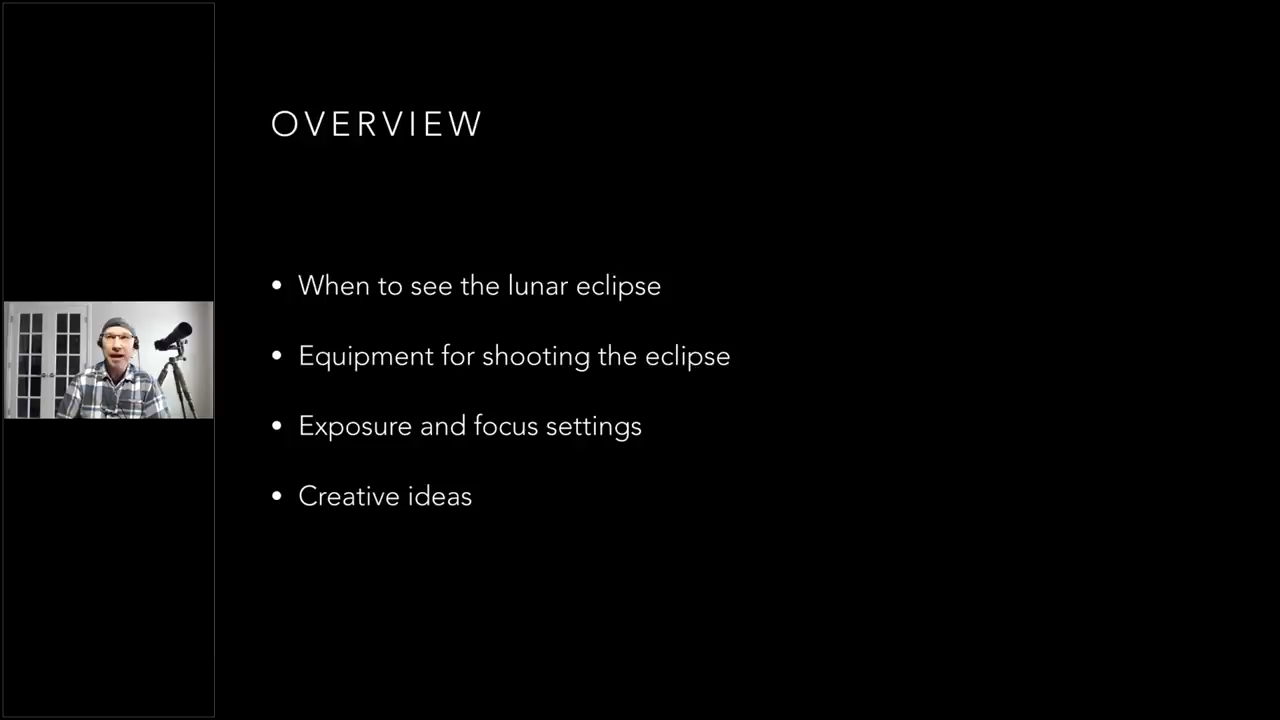 OVERVIEW
• When to see the lunar eclipse
• Equipment for shooting the eclipse
• Exposure and focus settings
• Creative ideas